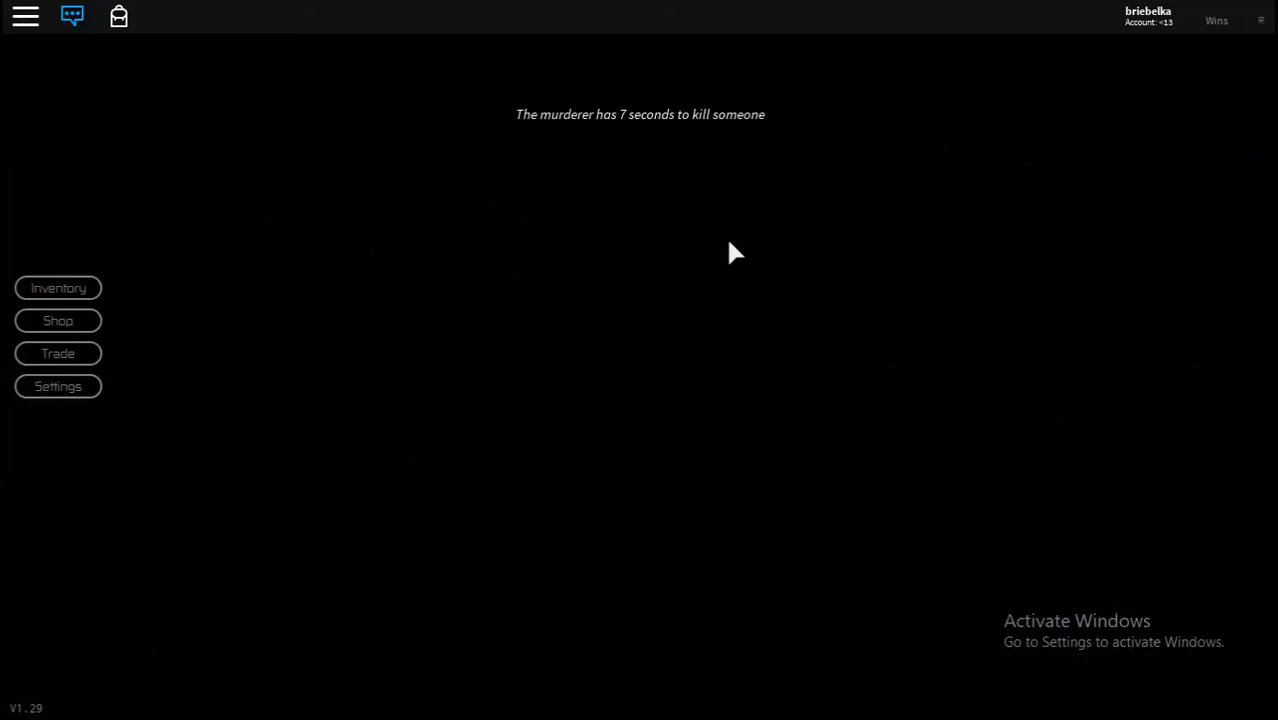 briebelka
Account: <13
Wins
R
The murderer has 7 seconds to kill someone
Inventory
Shop
Trade
Settings
Activate Windows
Go to Settings to activate Windows.
V1.29